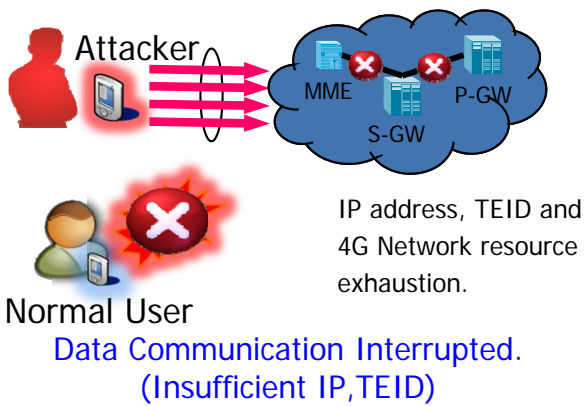 Attacker
MME
P-GW
S-GW
IP address, TEID and
4G Network resource
exhaustion.
Normal User
Data Communication Interrupted.
(Insufficient IP,TEID)